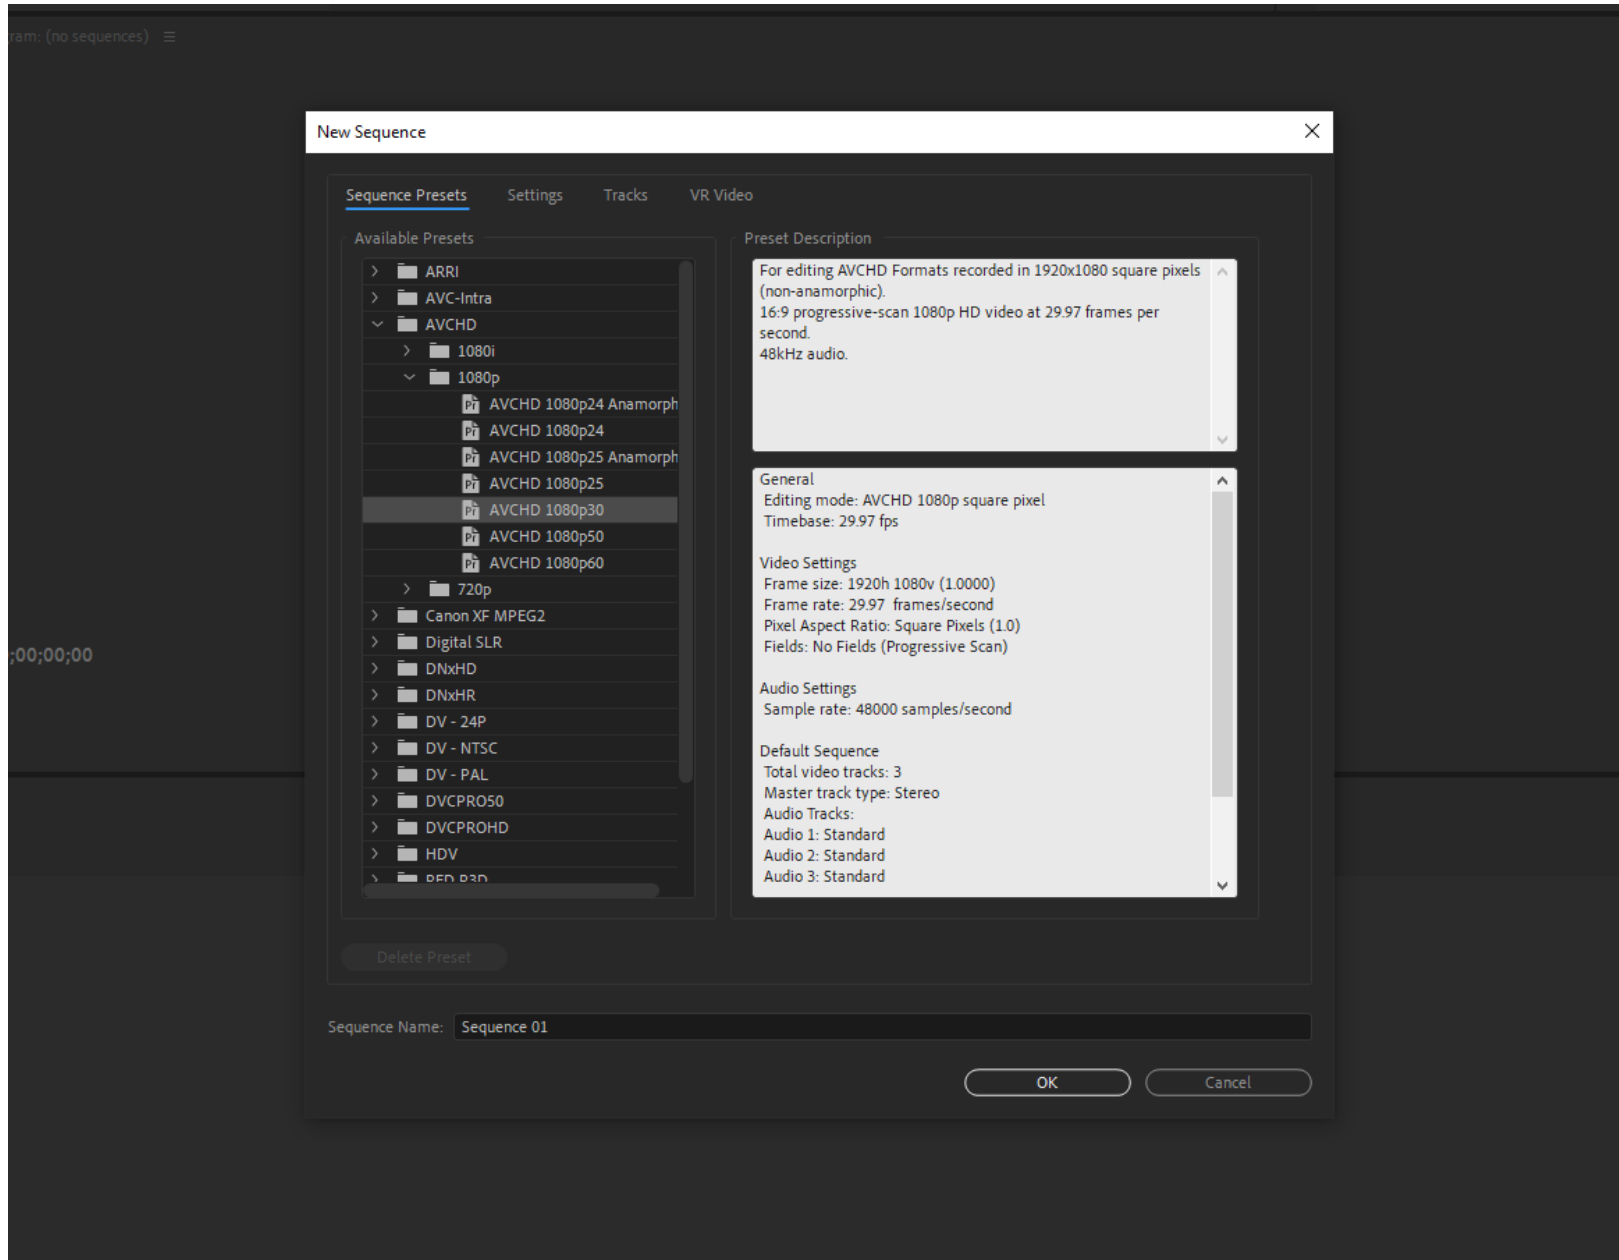 ram: (no sequences)
New Sequence
Sequence Presets Settings Tracks VR Video
Available Presets
ARRI
AVC-Intra
AVCHD
1080i
1080p
AVCHD 1080p24 Anamorph
AVCHD 1080p24
AVCHD 1080p25 Anamorph
AVCHD 1080p25
AVCHD 1080p30
AVCHD 1080p50
AVCHD 1080p60
720p
Canon XF MPEG2
Digital SLR
DNxHD
DNxHR
DV - 24P
DV - NTSC
DV - PAL
DVCPRO50
DVCPROHD
HDV
RED R3D
Delete Preset
Preset Description
For editing AVCHD Formats recorded in 1920x1080 square pixels
(non-anamorphic).
16:9 progressive-scan 1080p HD video at 29.97 frames per
second.
48kHz audio.
General
Editing mode: AVCHD 1080p square pixel
Timebase: 29.97 fps
Video Settings
Frame size: 1920h 1080v (1.0000)
Frame rate: 29.97 frames/second
Pixel Aspect Ratio: Square Pixels (1.0)
Fields: No Fields (Progressive Scan)
Audio Settings
Sample rate: 48000 samples/second
Default Sequence
Total video tracks: 3
Master track type: Stereo
Audio Tracks:
Audio 1: Standard
Audio 2: Standard
Audio 3: Standard
;00;00;00
Sequence Name: Sequence 01
OK Cancel